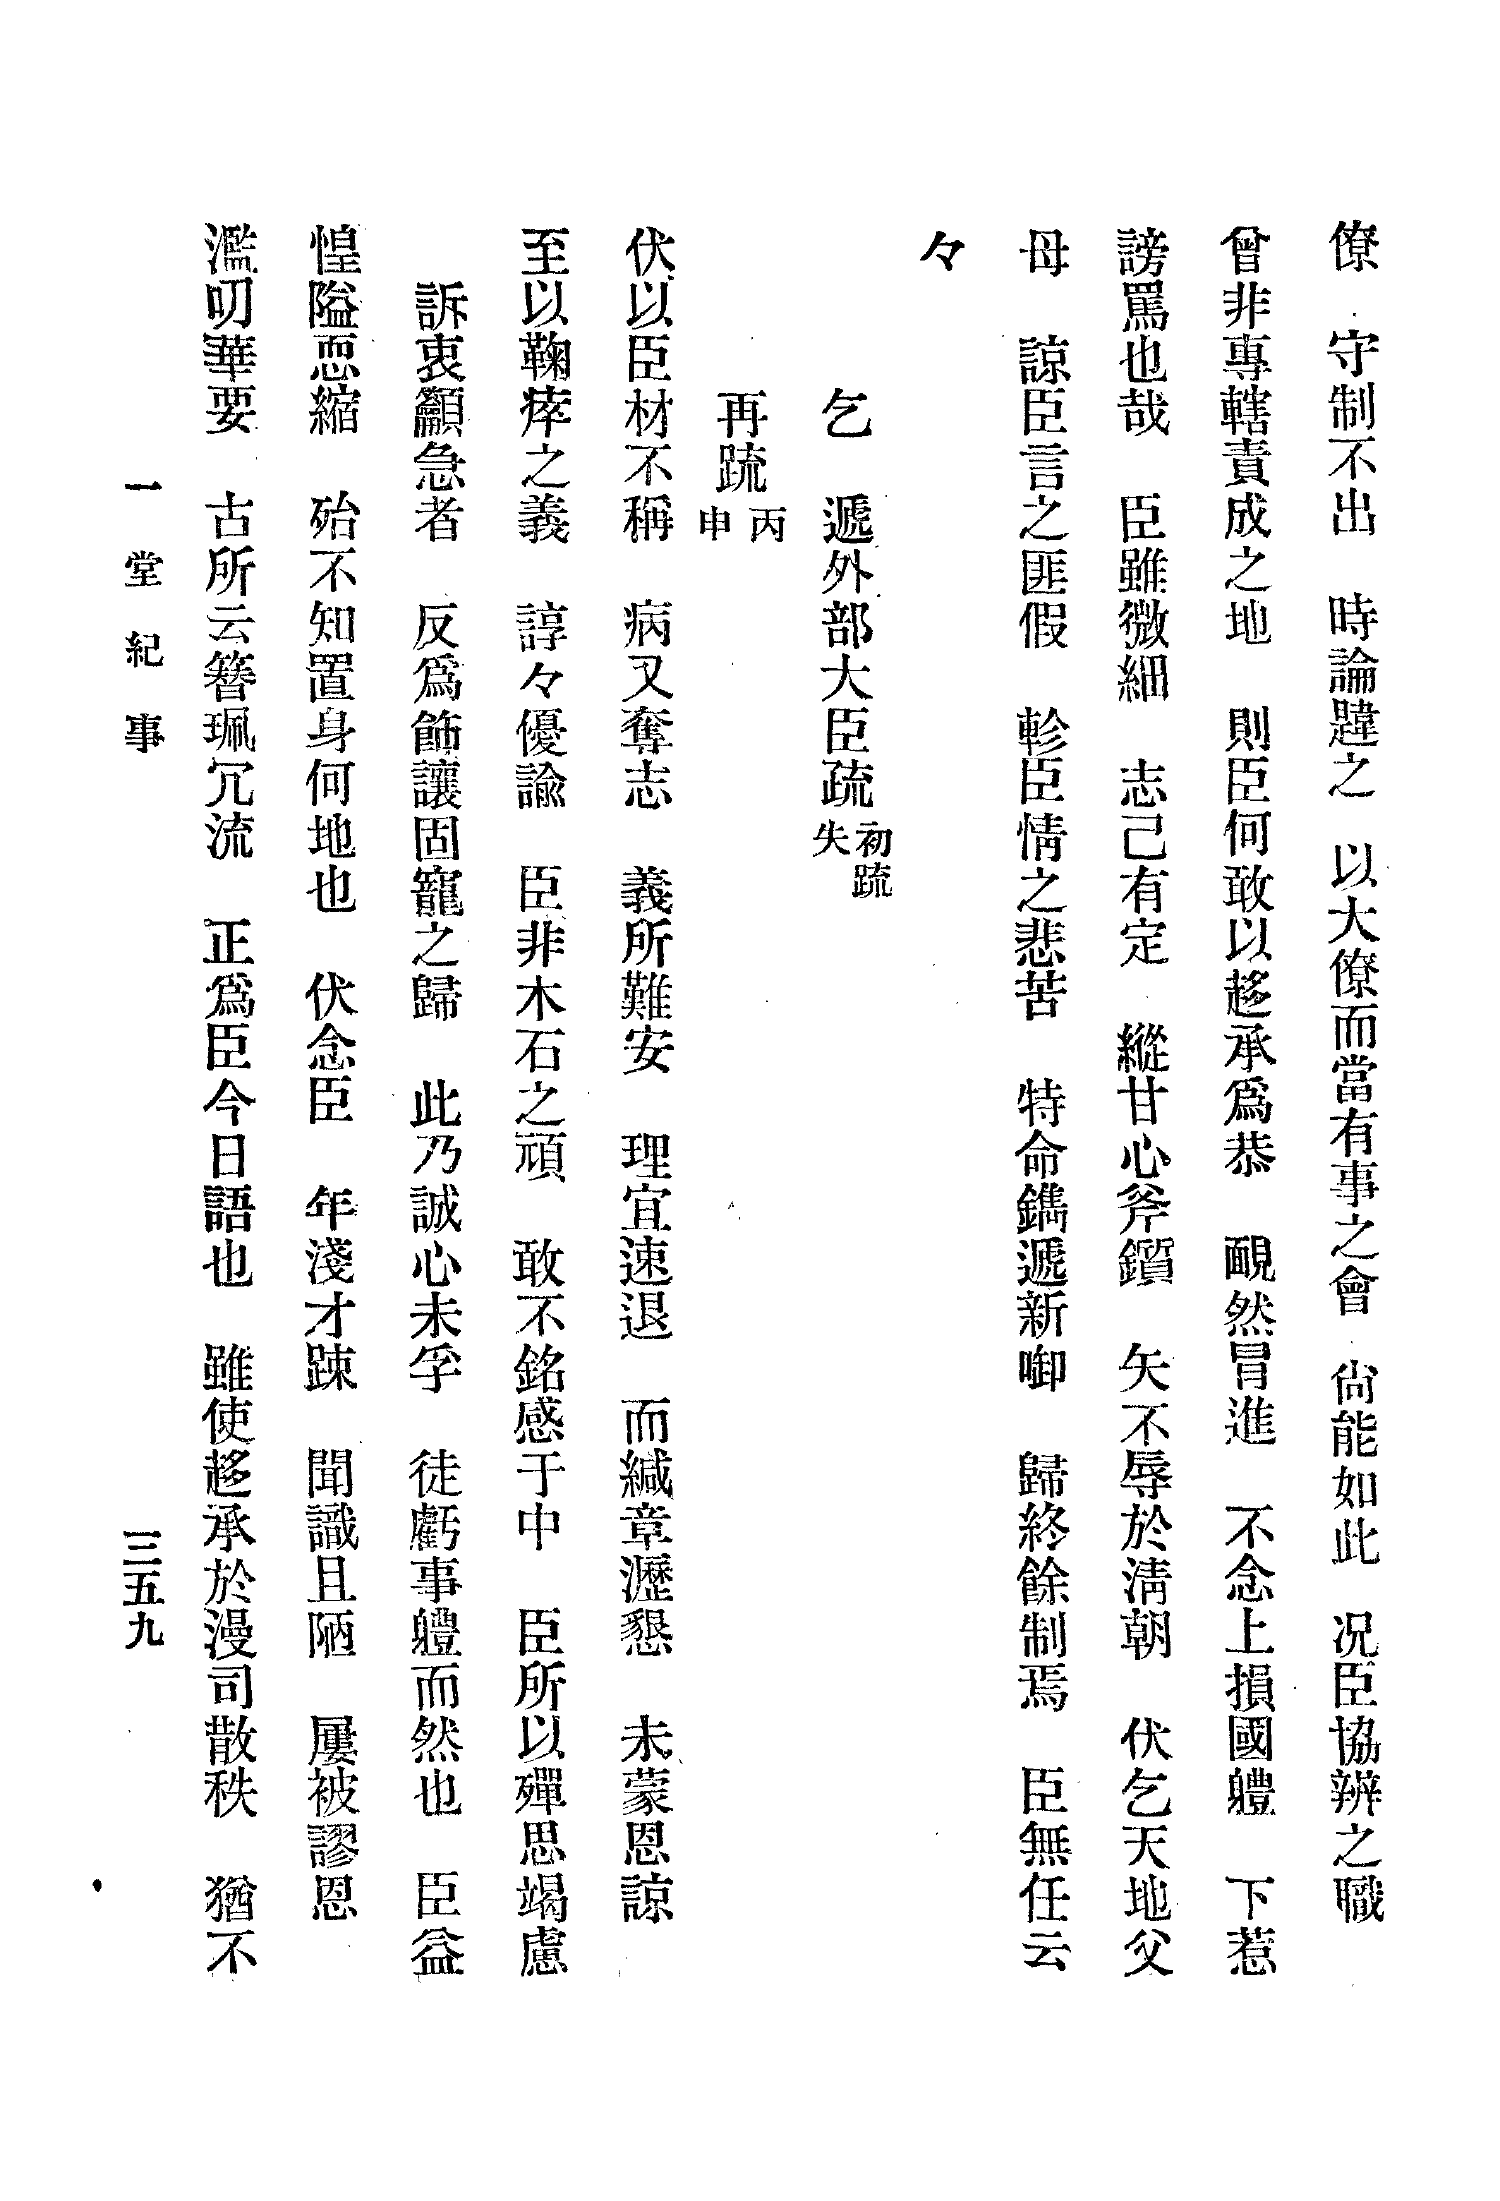 僚　守制不出　時論韙之　以大僚而當有事之會　尙能如此　况臣協辦之職
曾非專轄責成之地　則臣何敢以趍承爲恭　靦然冐進　不念上損國軆　下惹
謗罵也哉　臣雖微細　志己有定　縱甘心斧鑕　矢不辱於淸朝　伏乞天地父
母　諒臣言之匪假　軫臣情之悲苦　特命鐫遞新啣　歸終餘制焉　臣無任云
々
乞　遞外部大臣疏 初䟽失
再䟽 丙申
伏以臣材不稱　病又奪志　義所難安　理宜速退　而緘章瀝懇　未蒙恩諒
至以鞠瘁之義　諄々優諭　臣非木石之頑　敢不銘感于中　臣所以殫思竭慮
訴衷籲急者　反爲餙讓固寵之歸　此乃誠心未孚　徒虧事軆而然也　臣益
惶隘恧縮　殆不知置身何地也　伏念臣　年淺才踈　聞識且陋　屢被謬恩
濫叨華要　古所云簪珮冗流　正爲臣今日語也　雖使趍承於漫司散秩　猶不
一堂紀事
三五九